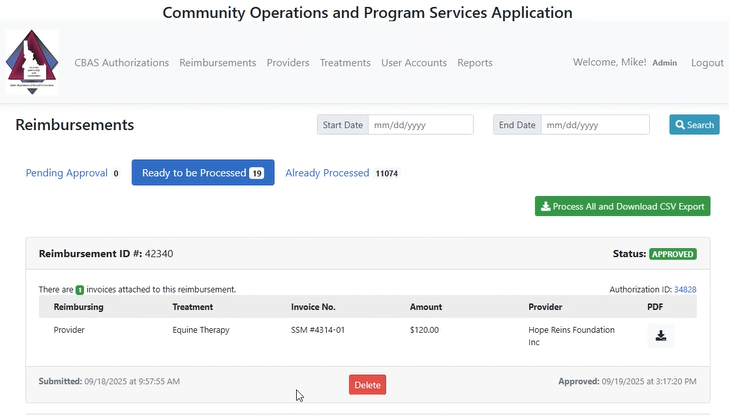 Community Operations and Program Services Application
CBAS Authorizations Reimbursements Providers Treatments User Accounts Reports Welcome, Mike! Admin Logout
Reimbursements Start Date mm/dd/yyyy End Date mm/dd/yyyy Search
Pending Approval 0 Ready to be Processed 19 Already Processed 11074
Process All and Download CSV Export
Reimbursement ID #: 42340 Status: APPROVED
There are 1 invoices attached to this reimbursement. Authorization ID: 34828
Reimbursing Treatment Invoice No. Amount Provider PDF
Provider Equine Therapy SSM #4314-01 $120.00 Hope Reins Foundation
Inc
Submitted: 09/18/2025 at 9:57:55 AM Delete Approved: 09/19/2025 at 3:17:20 PM